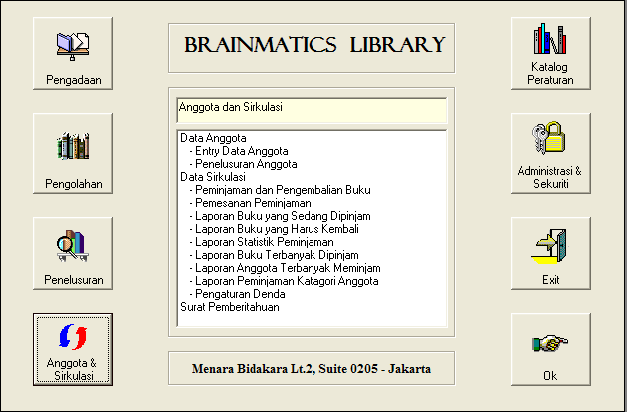 Pengadaan
Pengolahan
Penelusuran
Anggota &
Sirkulasi
BRAINMATICS LIBRARY
Anggota dan Sirkulasi
Data Anggota
- Entry Data Anggota
- Penelusuran Anggota
Data Sirkulasi
- Peminjaman dan Pengembalian Buku
- Pemesanan Peminjaman
- Laporan Buku yang Sedang Dipinjam
- Laporan Buku yang Harus Kembali
- Laporan Statistik Peminjaman
- Laporan Buku Terbanyak Dipinjam
- Laporan Anggota Terbaryak Meminjam
- Laporan Peminjaman Katagori Anggota
- Pengaturan Denda
Surat Pemberitahuan
Menara Bidakara Lt.2, Suite 0205 - Jakarta
Katalog
Peraturan
Administrasi &
Sekuriti
Exit
Ok